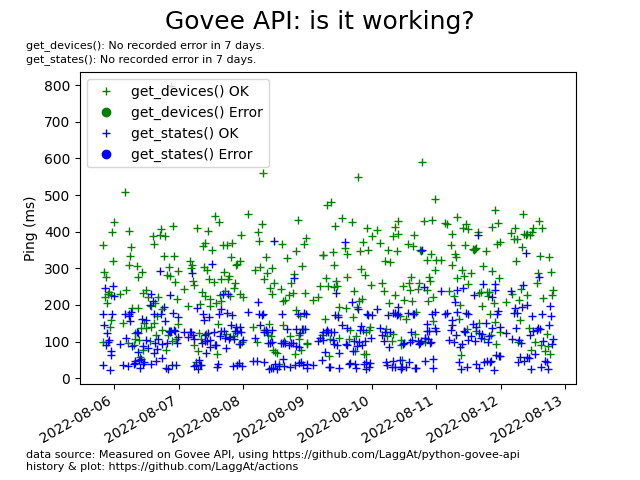 Govee API: is it working?
get_devices(): No recorded error in 7 days.
get_states(): No recorded error in 7 days.
get_devices() OK
get_devices() Error
get_states() OK
get_states() Error
Ping (ms)
800
700
600
500
400
300
200
100
0
2022-08-06
2022-08-07
2022-08-08
2022-08-09
2022-08-10
2022-08-11
2022-08-12
2022-08-13
data source: Measured on Govee API, using https://github.com/LaggAt/python-govee-api
history & plot: https://github.com/LaggAt/actions